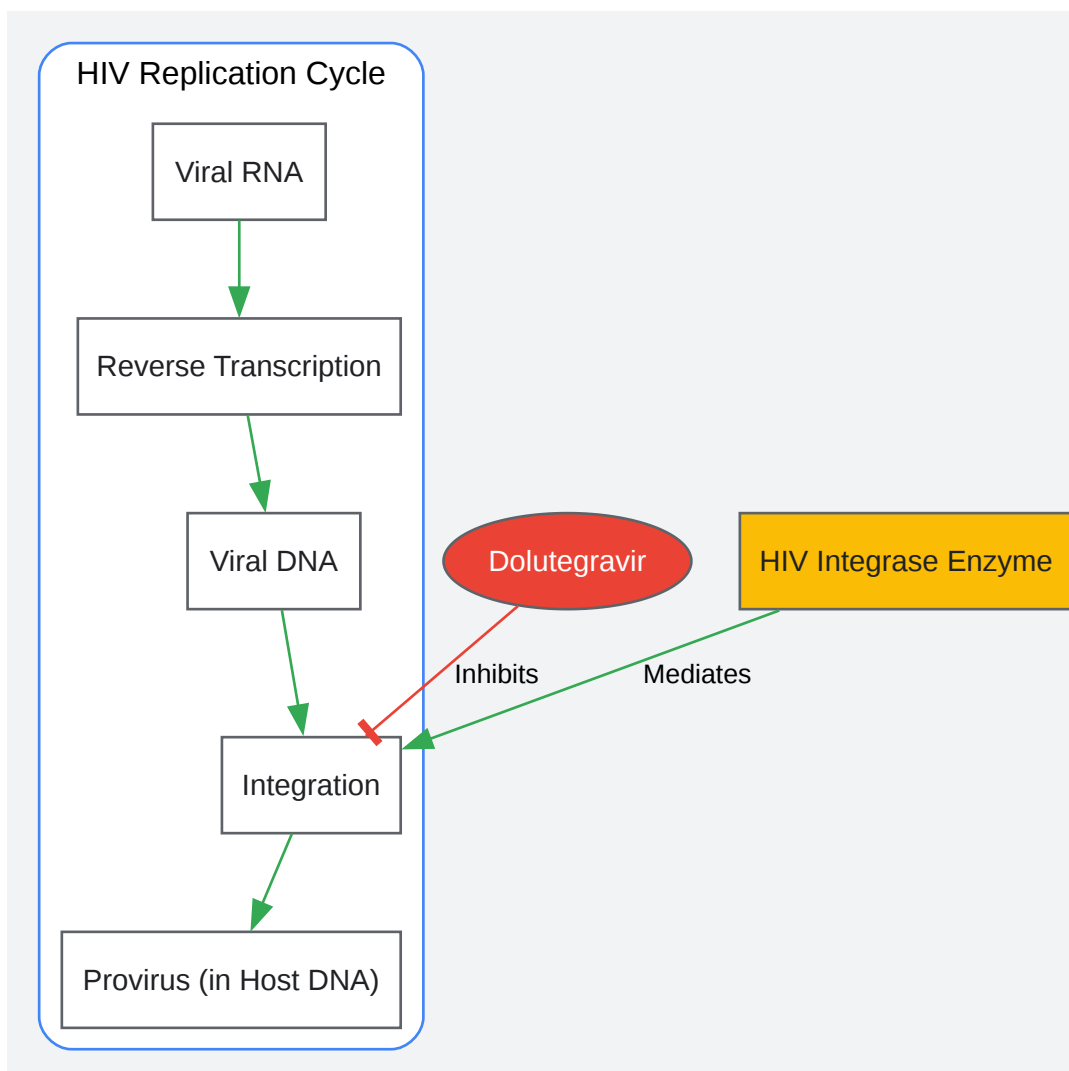 HIV Replication Cycle
Viral RNA
Reverse Transcription
Viral DNA
Dolutegravir
HIV Integrase Enzyme
Inhibits
Mediates
Integration
Provirus (in Host DNA)